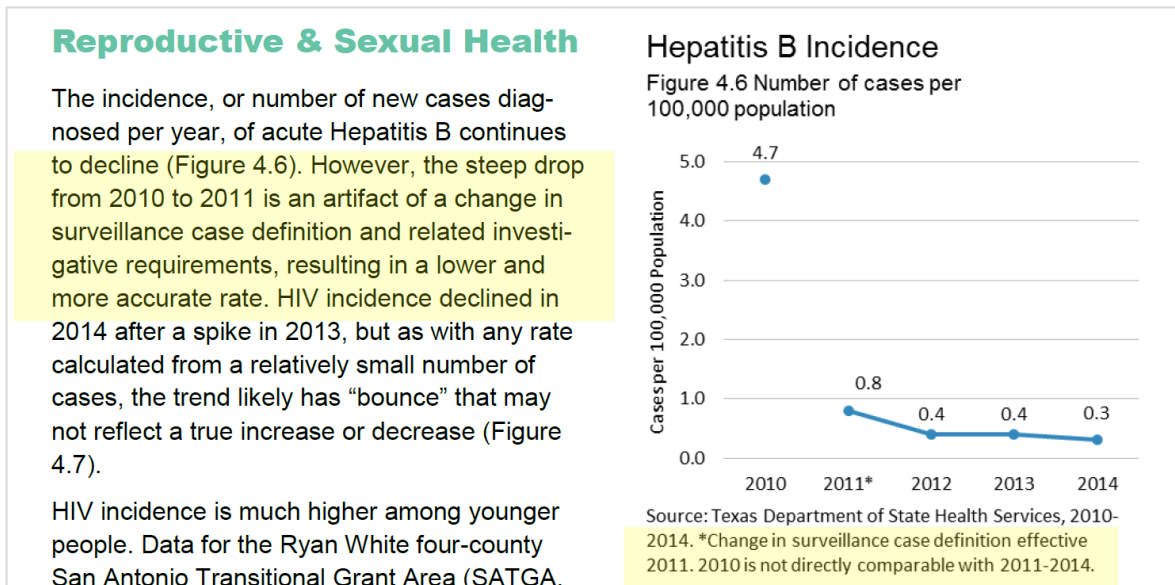 Reproductive & Sexual Health
The incidence, or number of new cases diag-
nosed per year, of acute Hepatitis B continues
to decline (Figure 4.6). However, the steep drop
from 2010 to 2011 is an artifact of a change in
surveillance case definition and related investi-
gative requirements, resulting in a lower and
more accurate rate. HIV incidence declined in
2014 after a spike in 2013, but as with any rate
calculated from a relatively small number of
cases, the trend likely has “bounce” that may
not reflect a true increase or decrease (Figure
4.7).
HIV incidence is much higher among younger
people. Data for the Ryan White four-county
San Antonio Transitional Grant Area (SATGA,
Hepatitis B Incidence
Figure 4.6 Number of cases per
100,000 population
Cases per 100,000 Population
5.0
4.0
3.0
2.0
1.0
0.0
4.7
0.8
0.4
0.4
0.3
2010 2011* 2012 2013 2014
Source: Texas Department of State Health Services, 2010-
2014. *Change in surveillance case definition effective
2011. 2010 is not directly comparable with 2011-2014.